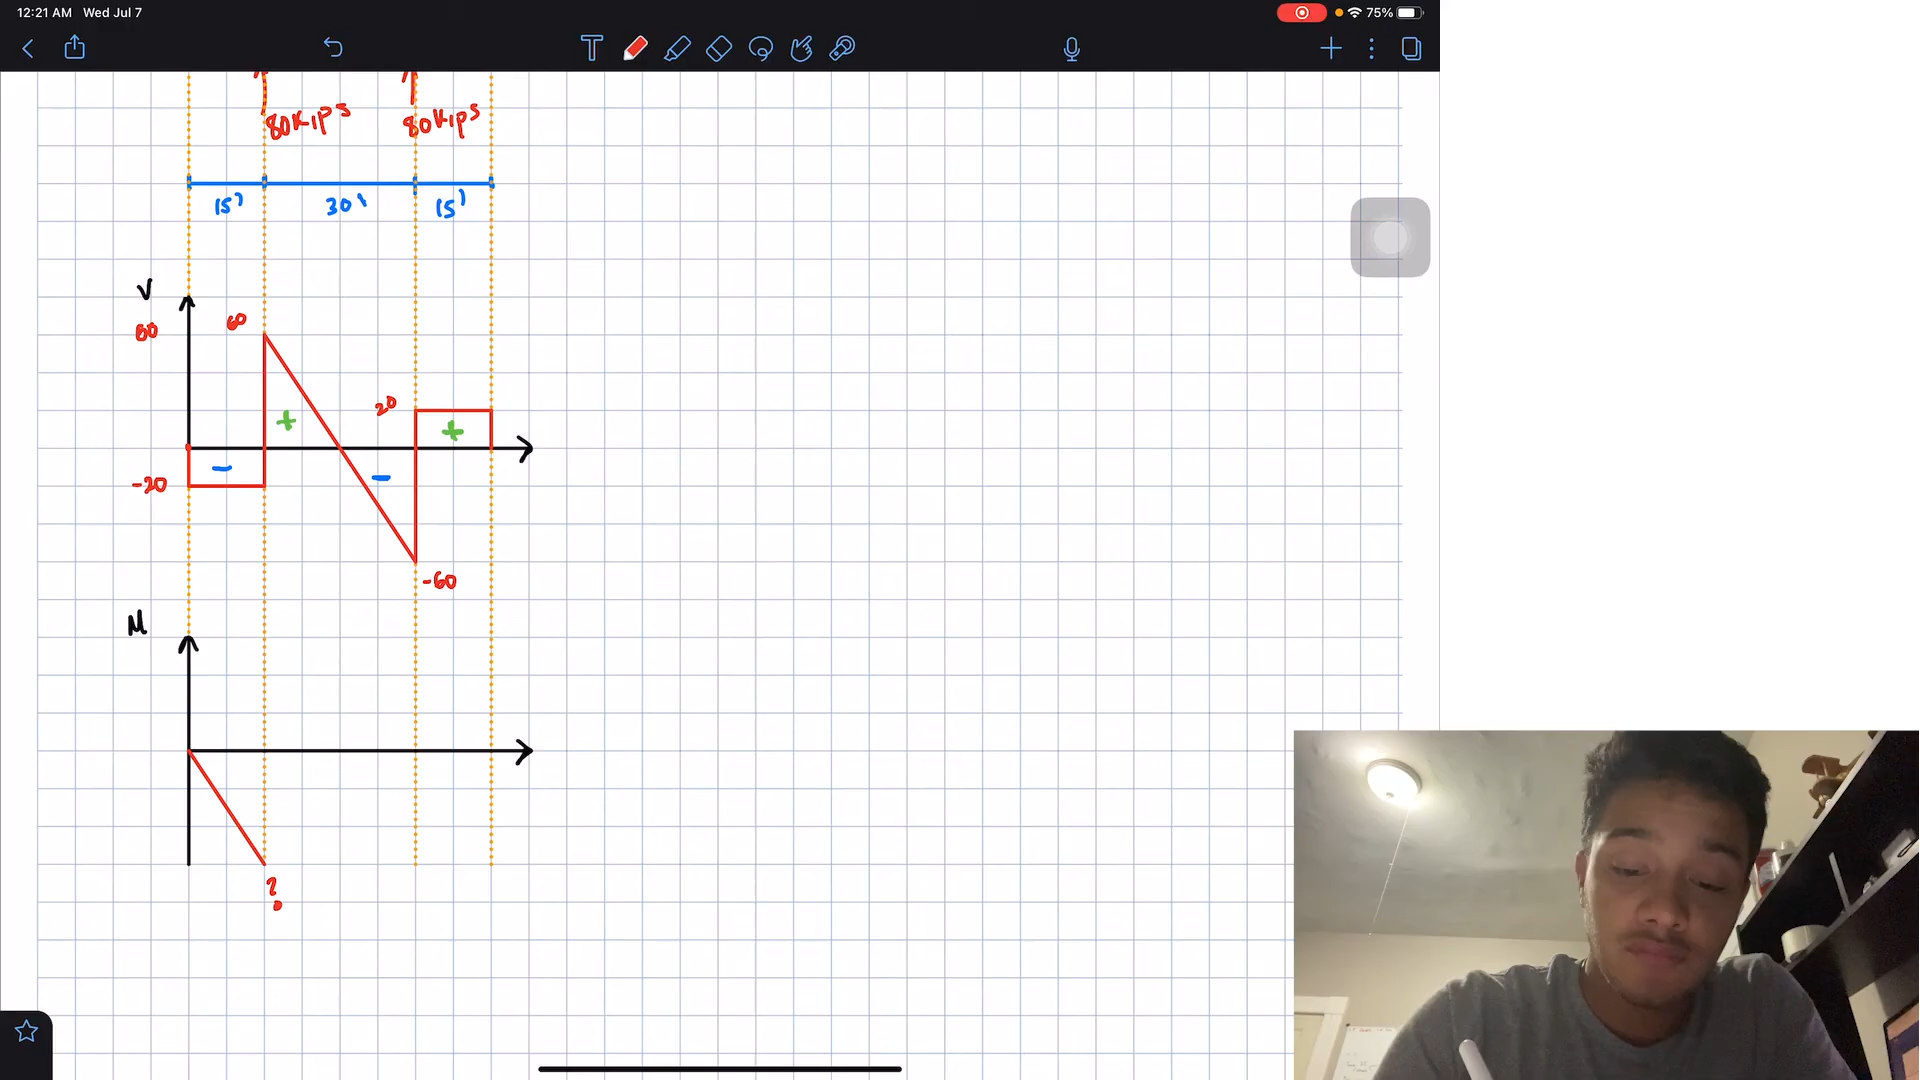 12:21 AM Wed Jul 7 75%
80Kips 80Kips
15' 30' 15'
V
80 60
20
+ +
- -
-20
-60
M
?